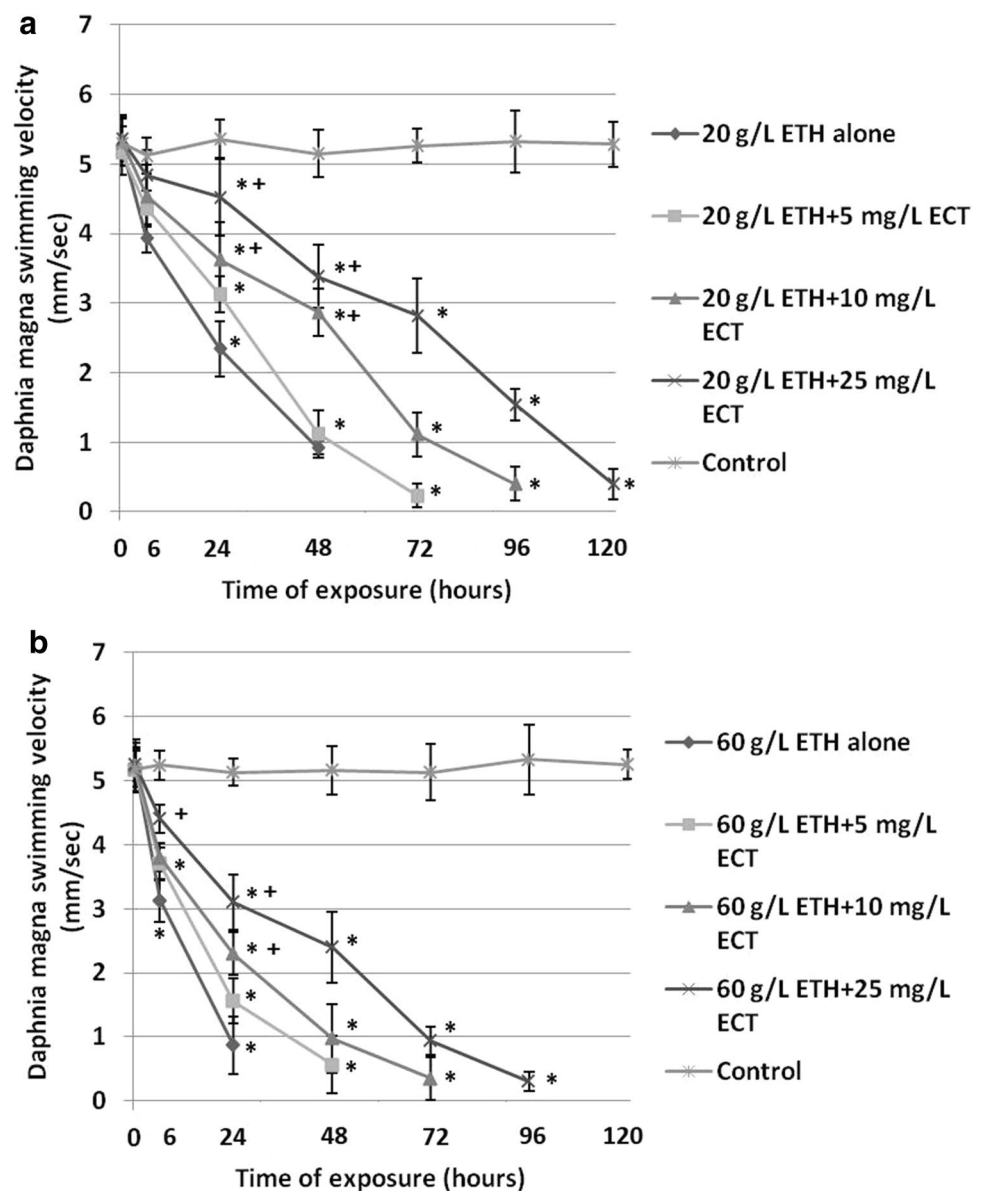 a
7
6
5
4
3
2
1
0
Daphnia magna swimming velocity
(mm/sec)
*+
*+
*
*
*+
*+
*
*
*
*
*
*
*
*
0 6 24 48 72 96 120
Time of exposure (hours)
20 g/L ETH alone
20 g/L ETH+5 mg/L ECT
20 g/L ETH+10 mg/L
ECT
20 g/L ETH+25 mg/L
ECT
Control
b
7
6
5
4
3
2
1
0
Daphnia magna swimming velocity
(mm/sec)
+
*
*
*+
*+
*
*
*
*
*
*
*
*
0 6 24 48 72 96 120
Time of exposure (hours)
60 g/L ETH alone
60 g/L ETH+5 mg/L
ECT
60 g/L ETH+10 mg/L
ECT
60 g/L ETH+25 mg/L
ECT
Control